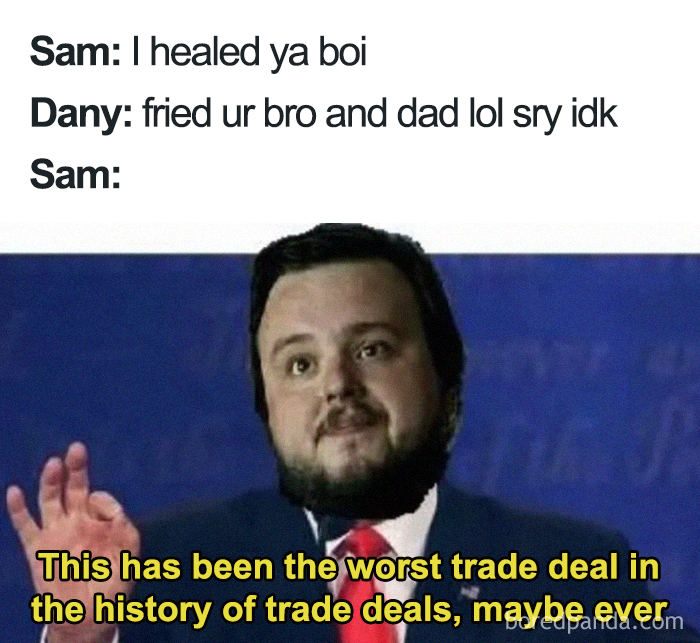 Sam: I healed ya boi
Dany: fried ur bro and dad lol sry idk
Sam:
This has been the worst trade deal in
the history of trade deals, maybe ever
boredpanda.com